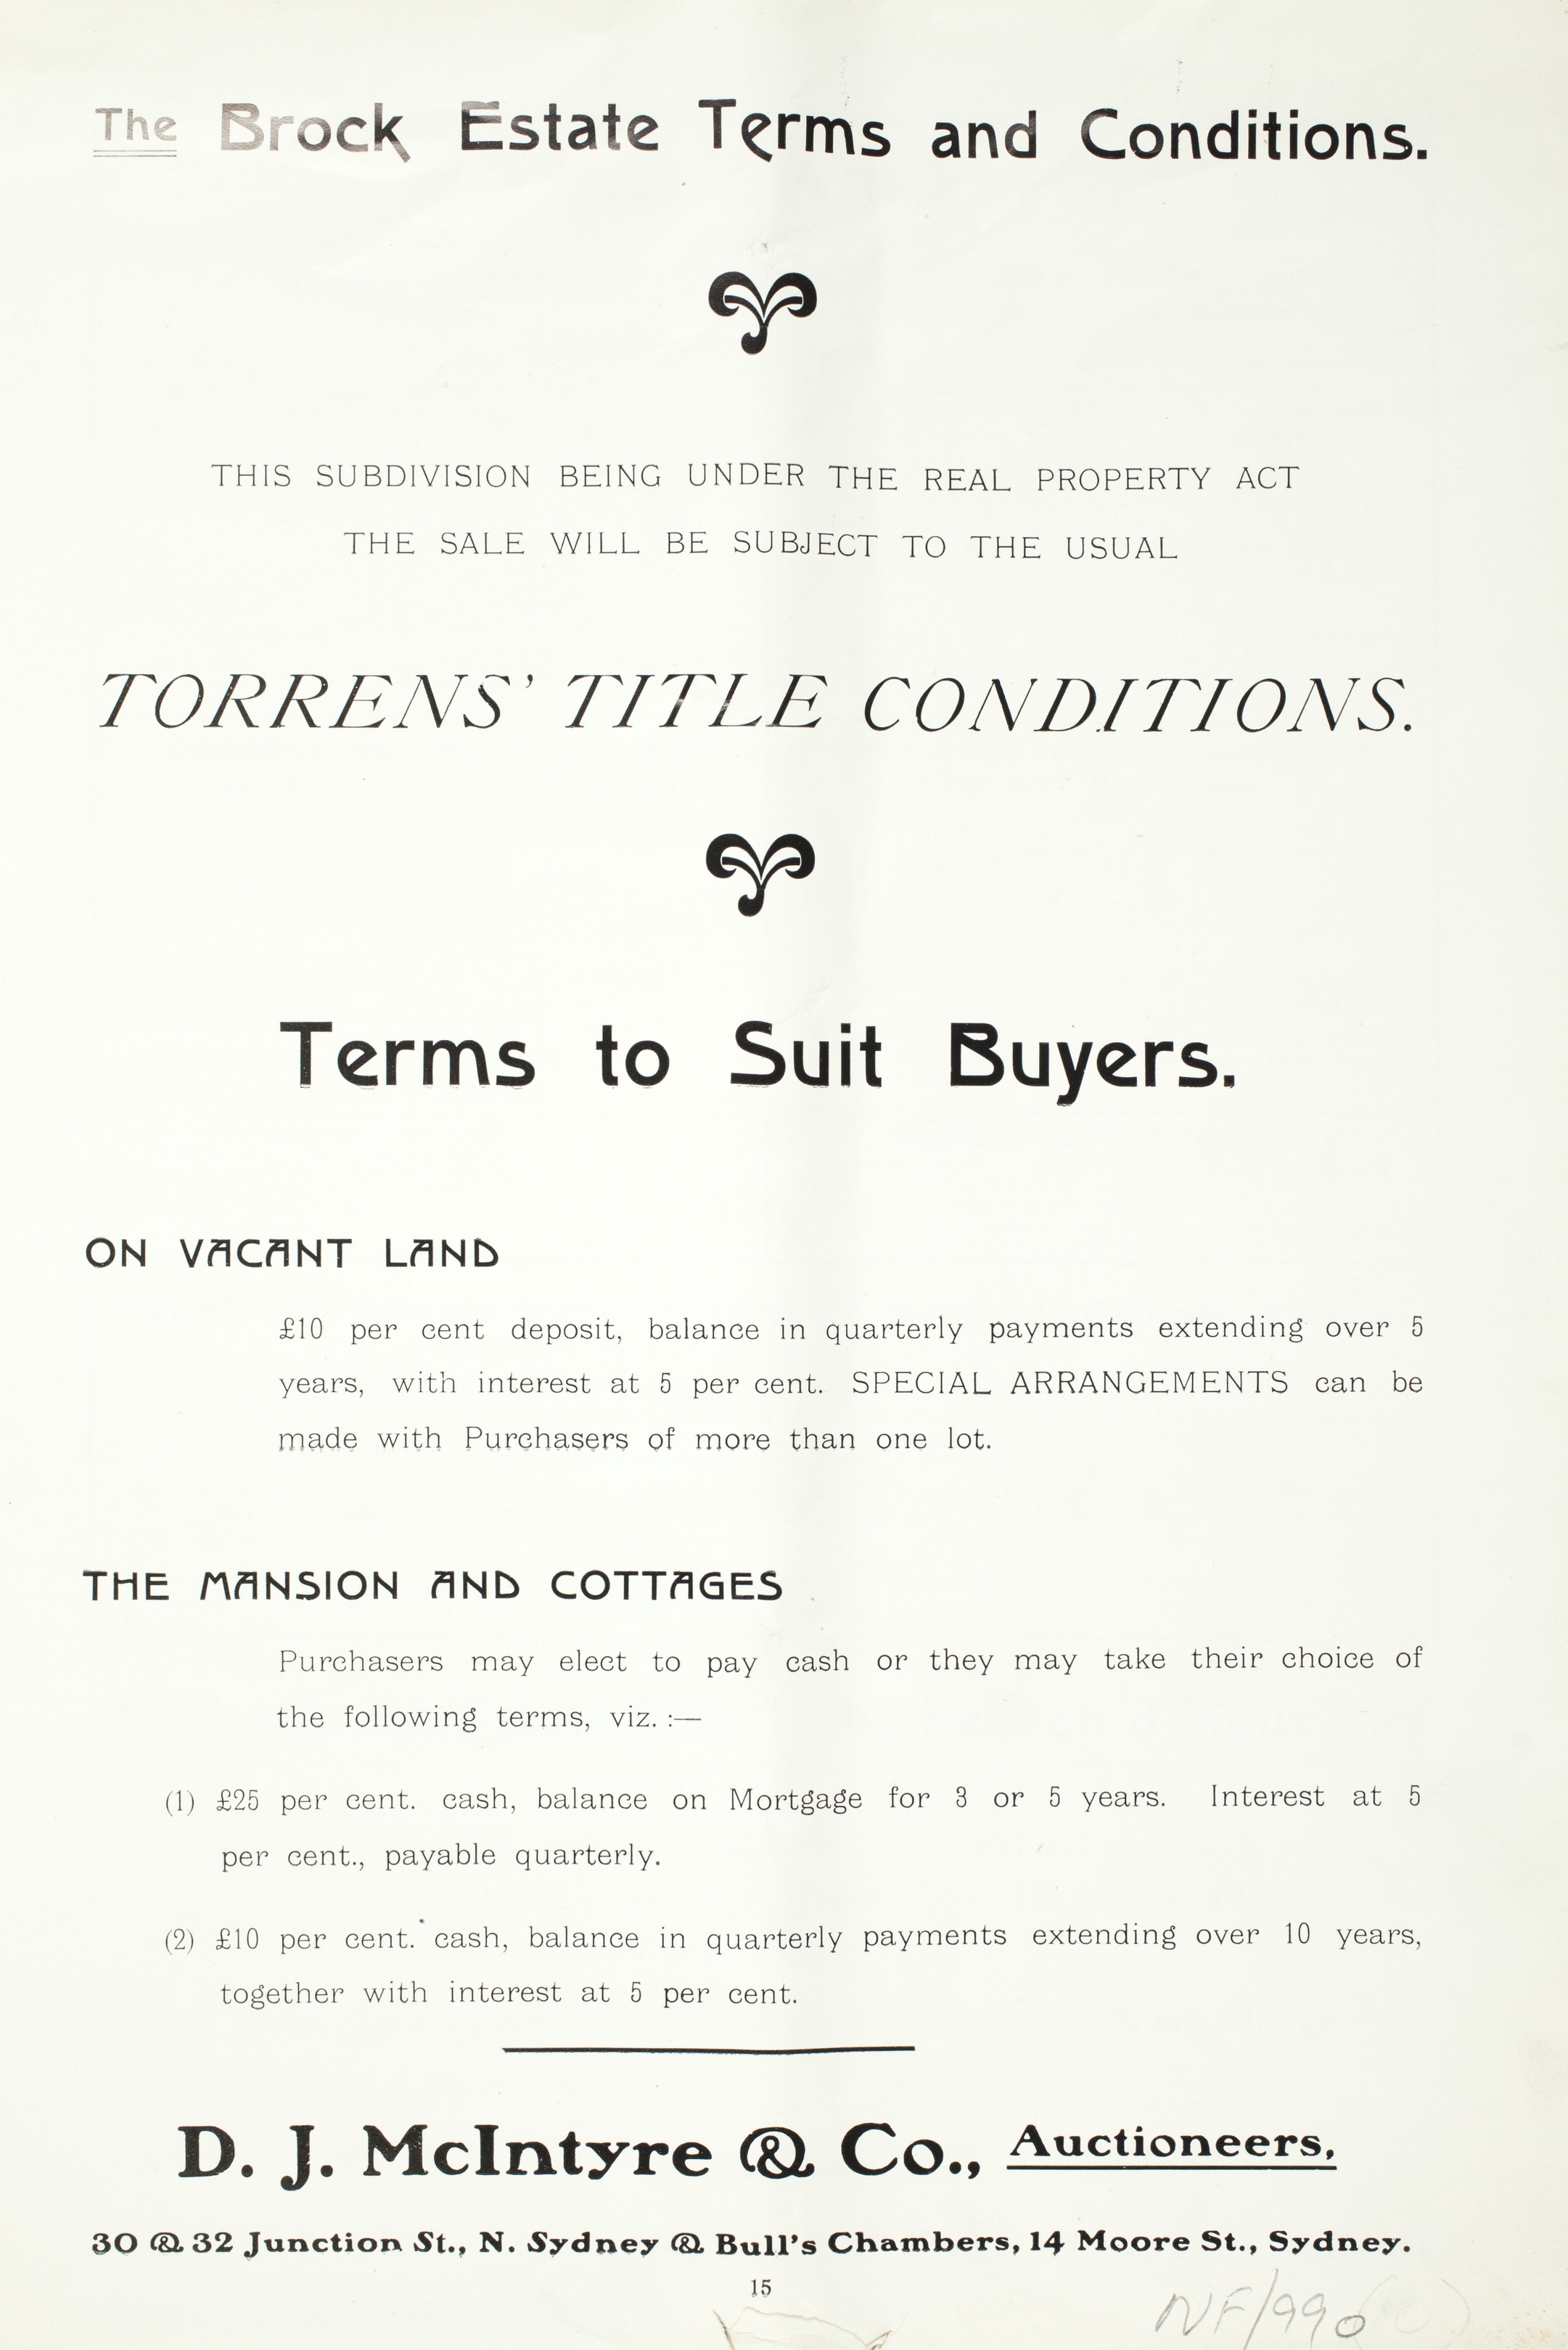 The Brock Estate Terms and Conditions.
THIS SUBDIVISION BEING UNDER THE REAL PROPERTY ACT
THE SALE WILL BE SUBJECT TO THE USUAL
TORRENS' TITLE CONDITIONS.
Terms to Suit Buyers.
ON VACANT LAND
£10 per cent deposit, balance in quarterly payments extending over 5
years, with interest at 5 per cent. SPECIAL ARRANGEMENTS can be
made with Purchasers of more than one lot.
THE MANSION AND COTTAGES
Purchasers may elect to pay cash or they may take their choice of
the following terms, viz. :—
(1) £25 per cent. cash, balance on Mortgage for 3 or 5 years. Interest at 5
per cent., payable quarterly.
(2) £10 per cent. cash, balance in quarterly payments extending over 10 years,
together with interest at 5 per cent.
D. J. McIntyre & Co., Auctioneers,
30 & 32 Junction St., N. Sydney & Bull's Chambers, 14 Moore St., Sydney.
15
NF/990